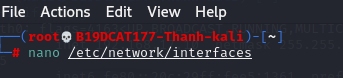 File Actions Edit View Help
(root💀B19DCAT177-Thanh-kali)-[~]
# nano /etc/network/interfaces